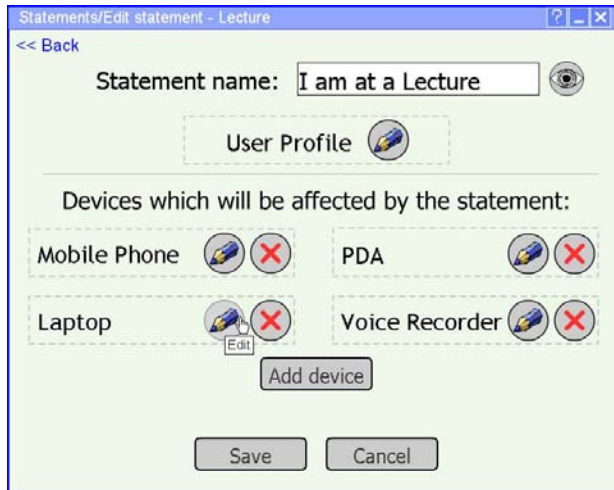 Statements/Edit statement - Lecture
<< Back
Statement name: I am at a Lecture
User Profile
Devices which will be affected by the statement:
Mobile Phone PDA
Laptop Voice Recorder
Edit
Add device
Save Cancel